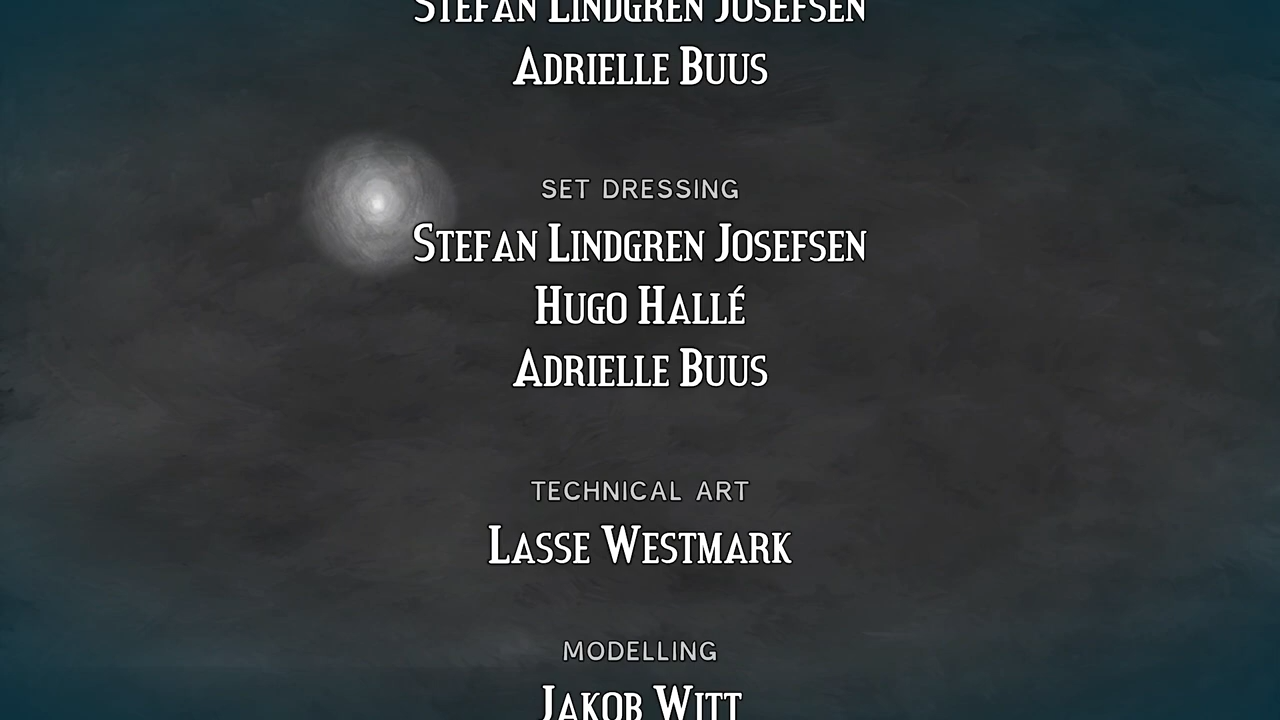 STEFAN LINDGREN JOSEFSEN
ADRIELLE BUUS
SET DRESSING
STEFAN LINDGREN JOSEFSEN
HUGO HALLÉ
ADRIELLE BUUS
TECHNICAL ART
LASSE WESTMARK
MODELLING
JAKOB WITT